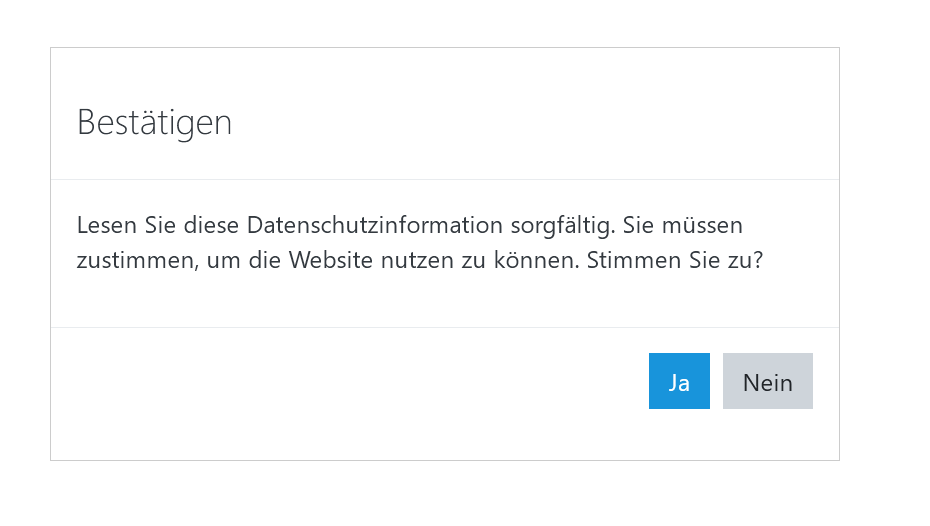 Bestätigen
Lesen Sie diese Datenschutzinformation sorgfältig. Sie müssen
zustimmen, um die Website nutzen zu können. Stimmen Sie zu?
Ja
Nein